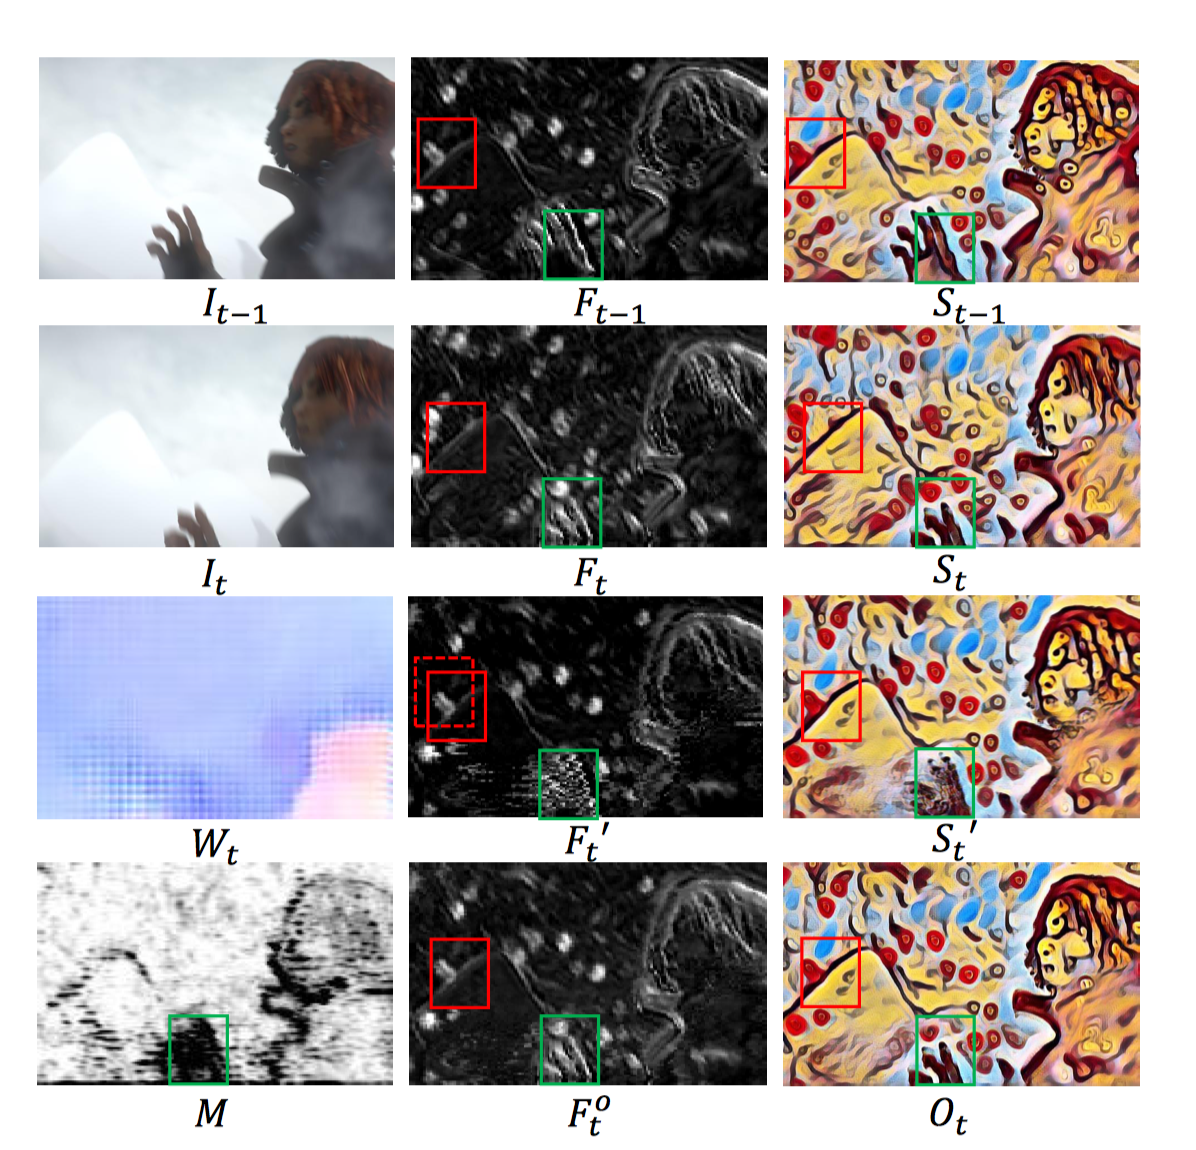 I_{t-1} F_{t-1} S_{t-1}
I_t F_t S_t
W_t F_t' S_t'
M F_t^o O_t